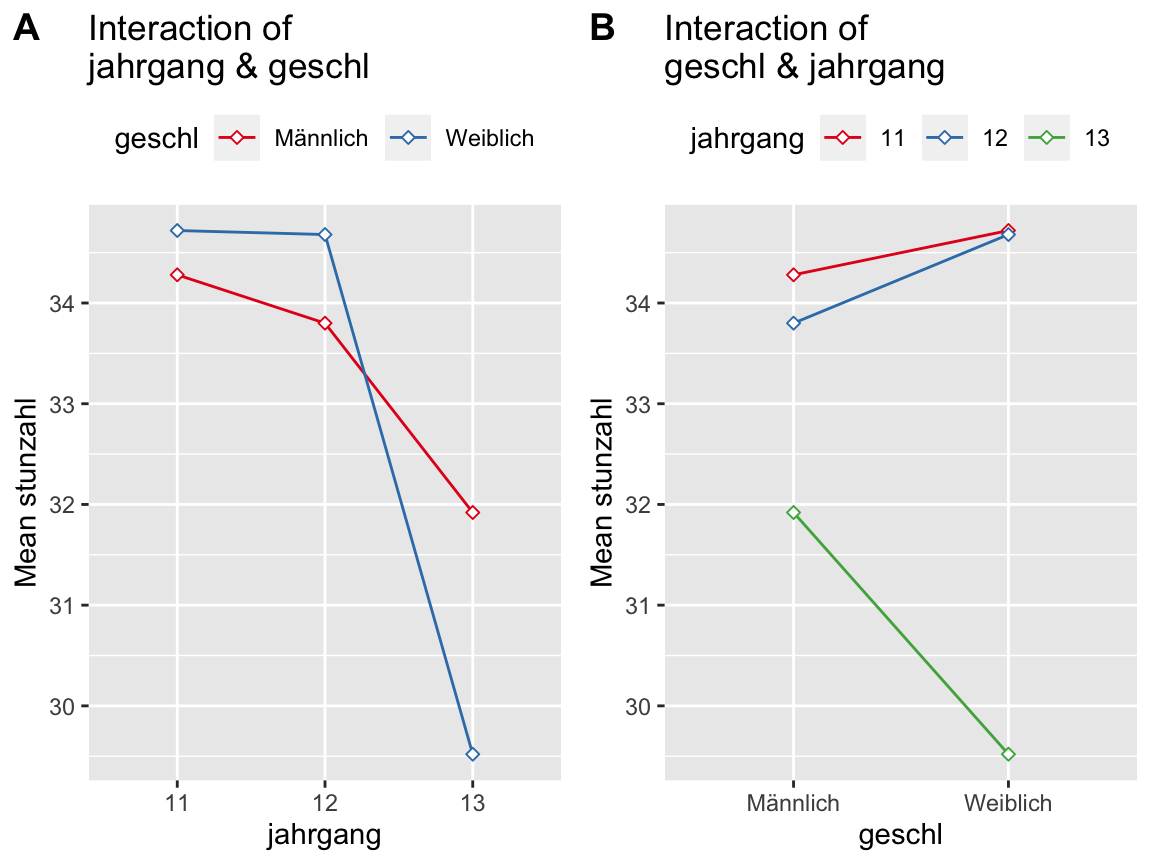 A
Interaction of
jahrgang & geschl
geschl Männlich Weiblich
Mean stunzahl
34
33
32
31
30
11 12 13
jahrgang
B
Interaction of
geschl & jahrgang
jahrgang 11 12 13
Mean stunzahl
34
33
32
31
30
Männlich Weiblich
geschl